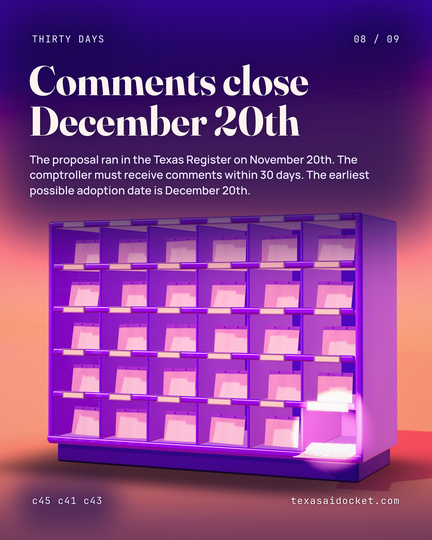 THIRTY DAYS
08 / 09
Comments close
December 20th
The proposal ran in the Texas Register on November 20th. The
comptroller must receive comments within 30 days. The earliest
possible adoption date is December 20th.
c45 c41 c43
texasaidocket.com